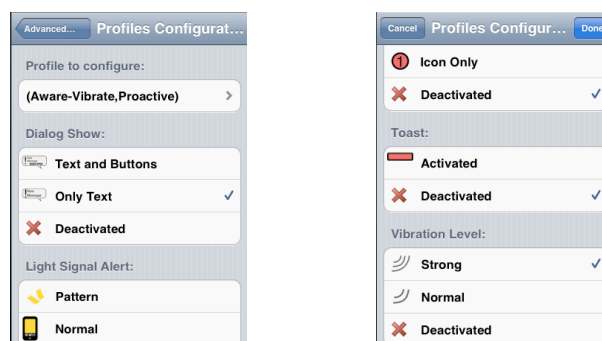 Advanced... Profiles Configurat...
Profile to configure:
(Aware-Vibrate,Proactive)
Dialog Show:
Text and Buttons
Only Text
Deactivated
Light Signal Alert:
Pattern
Normal
Cancel Profiles Configur... Done
1 Icon Only
Deactivated
Toast:
Activated
Deactivated
Vibration Level:
Strong
Normal
Deactivated